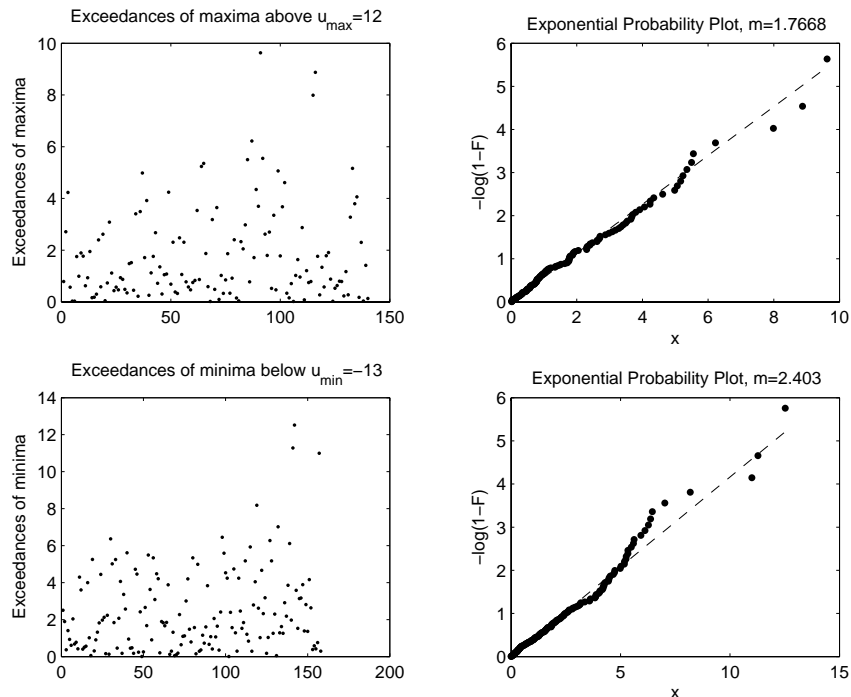 Exceedances of maxima above u_max=12
Exceedances of maxima
10
8
6
4
2
0
0 50 100 150
Exponential Probability Plot, m=1.7668
−log(1−F)
6
5
4
3
2
1
0
0 2 4 6 8 10
x
Exceedances of minima below u_min=−13
Exceedances of minima
14
12
10
8
6
4
2
0
0 50 100 150 200
Exponential Probability Plot, m=2.403
−log(1−F)
6
5
4
3
2
1
0
0 5 10 15
x